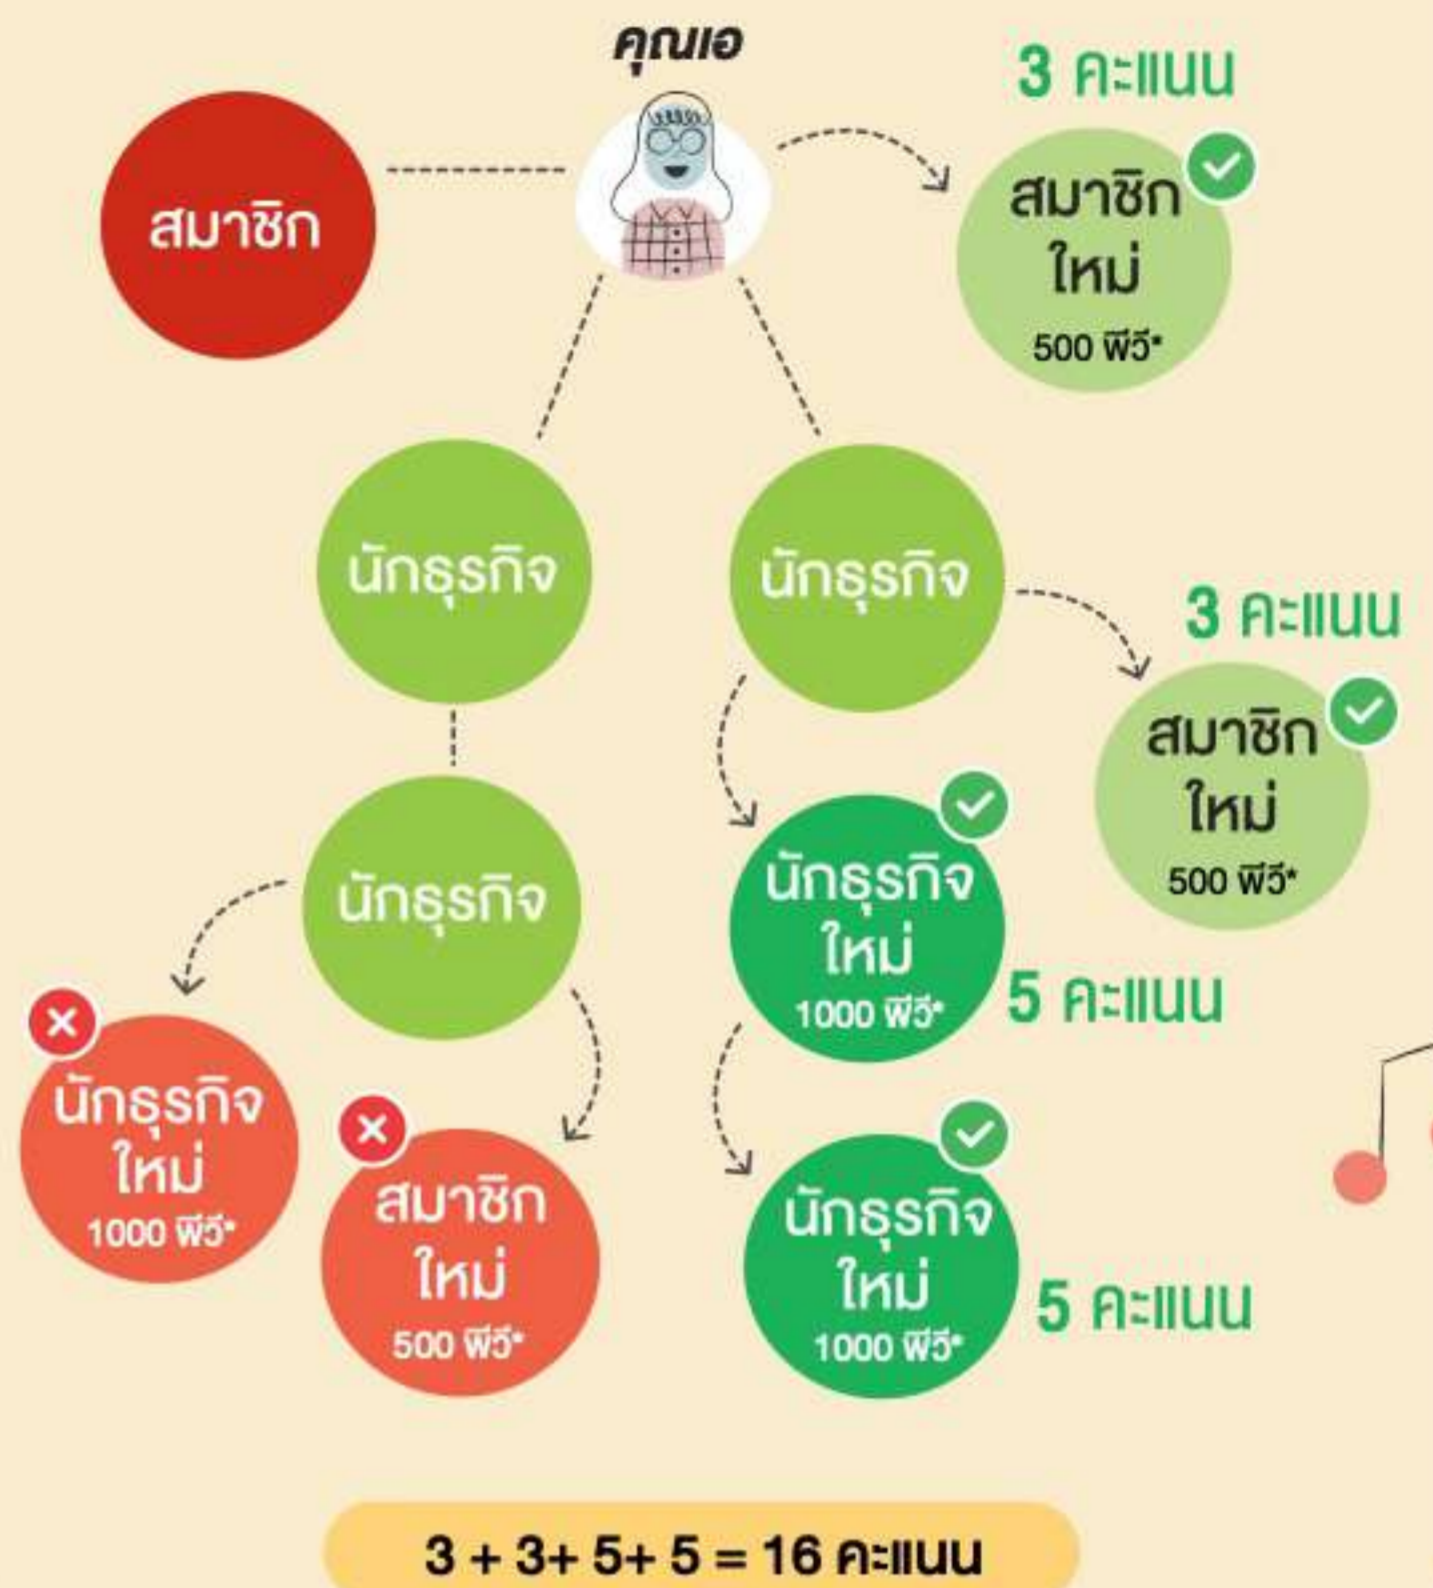 คุณเอ
3 คะแนน
สมาชิก
สมาชิก
ใหม่
500 พีวี*
นักธุรกิจ
นักธุรกิจ
3 คะแนน
สมาชิก
ใหม่
500 พีวี*
นักธุรกิจ
นักธุรกิจ
ใหม่
1000 พีวี*
5 คะแนน
นักธุรกิจ
ใหม่
1000 พีวี*
สมาชิก
ใหม่
500 พีวี*
นักธุรกิจ
ใหม่
1000 พีวี*
5 คะแนน
3 + 3+ 5+ 5 = 16 คะแนน